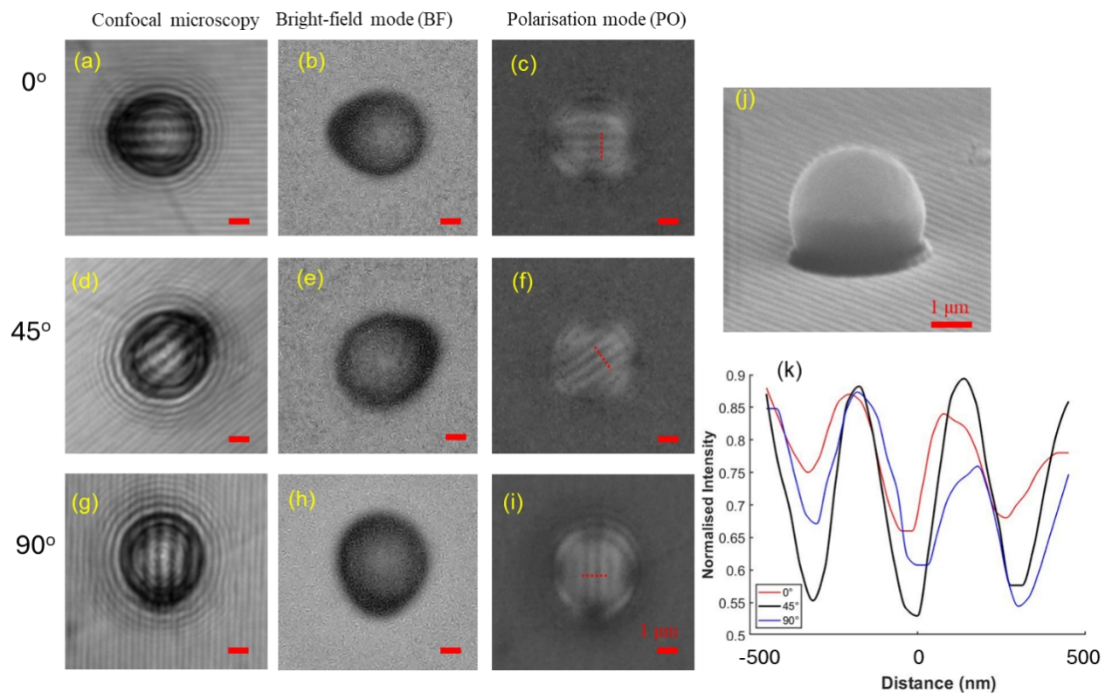 Confocal microscopy Bright-field mode (BF) Polarisation mode (PO)
0°
(a) (b) (c)
(j)
1 μm
45°
(d) (e) (f)
90°
(g) (h) (i)
1 μm
(k)
0.9
0.85
0.8
0.75
0.7
0.65
0.6
0.55
0.5
Normalised Intensity
0°
45°
90°
-500 0 500
Distance (nm)